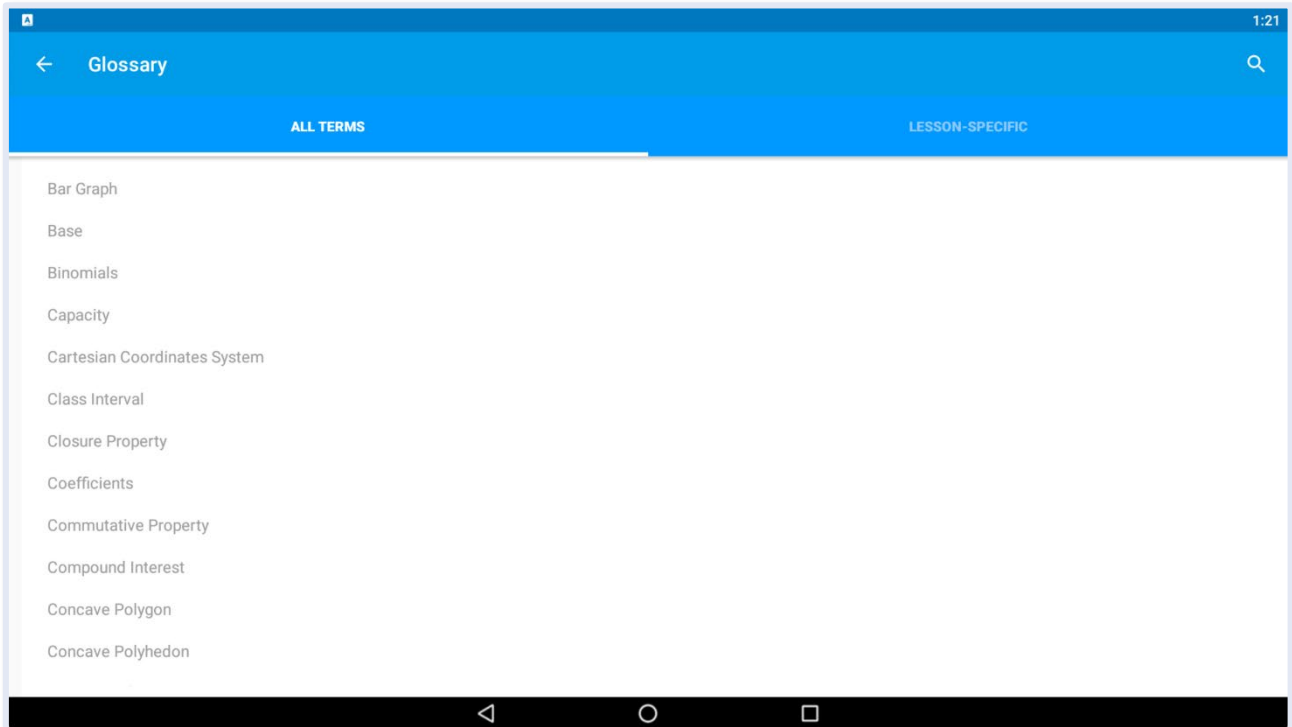 A 1:21
Glossary
ALL TERMS LESSON-SPECIFIC
Bar Graph
Base
Binomials
Capacity
Cartesian Coordinates System
Class Interval
Closure Property
Coefficients
Commutative Property
Compound Interest
Concave Polygon
Concave Polyhedon